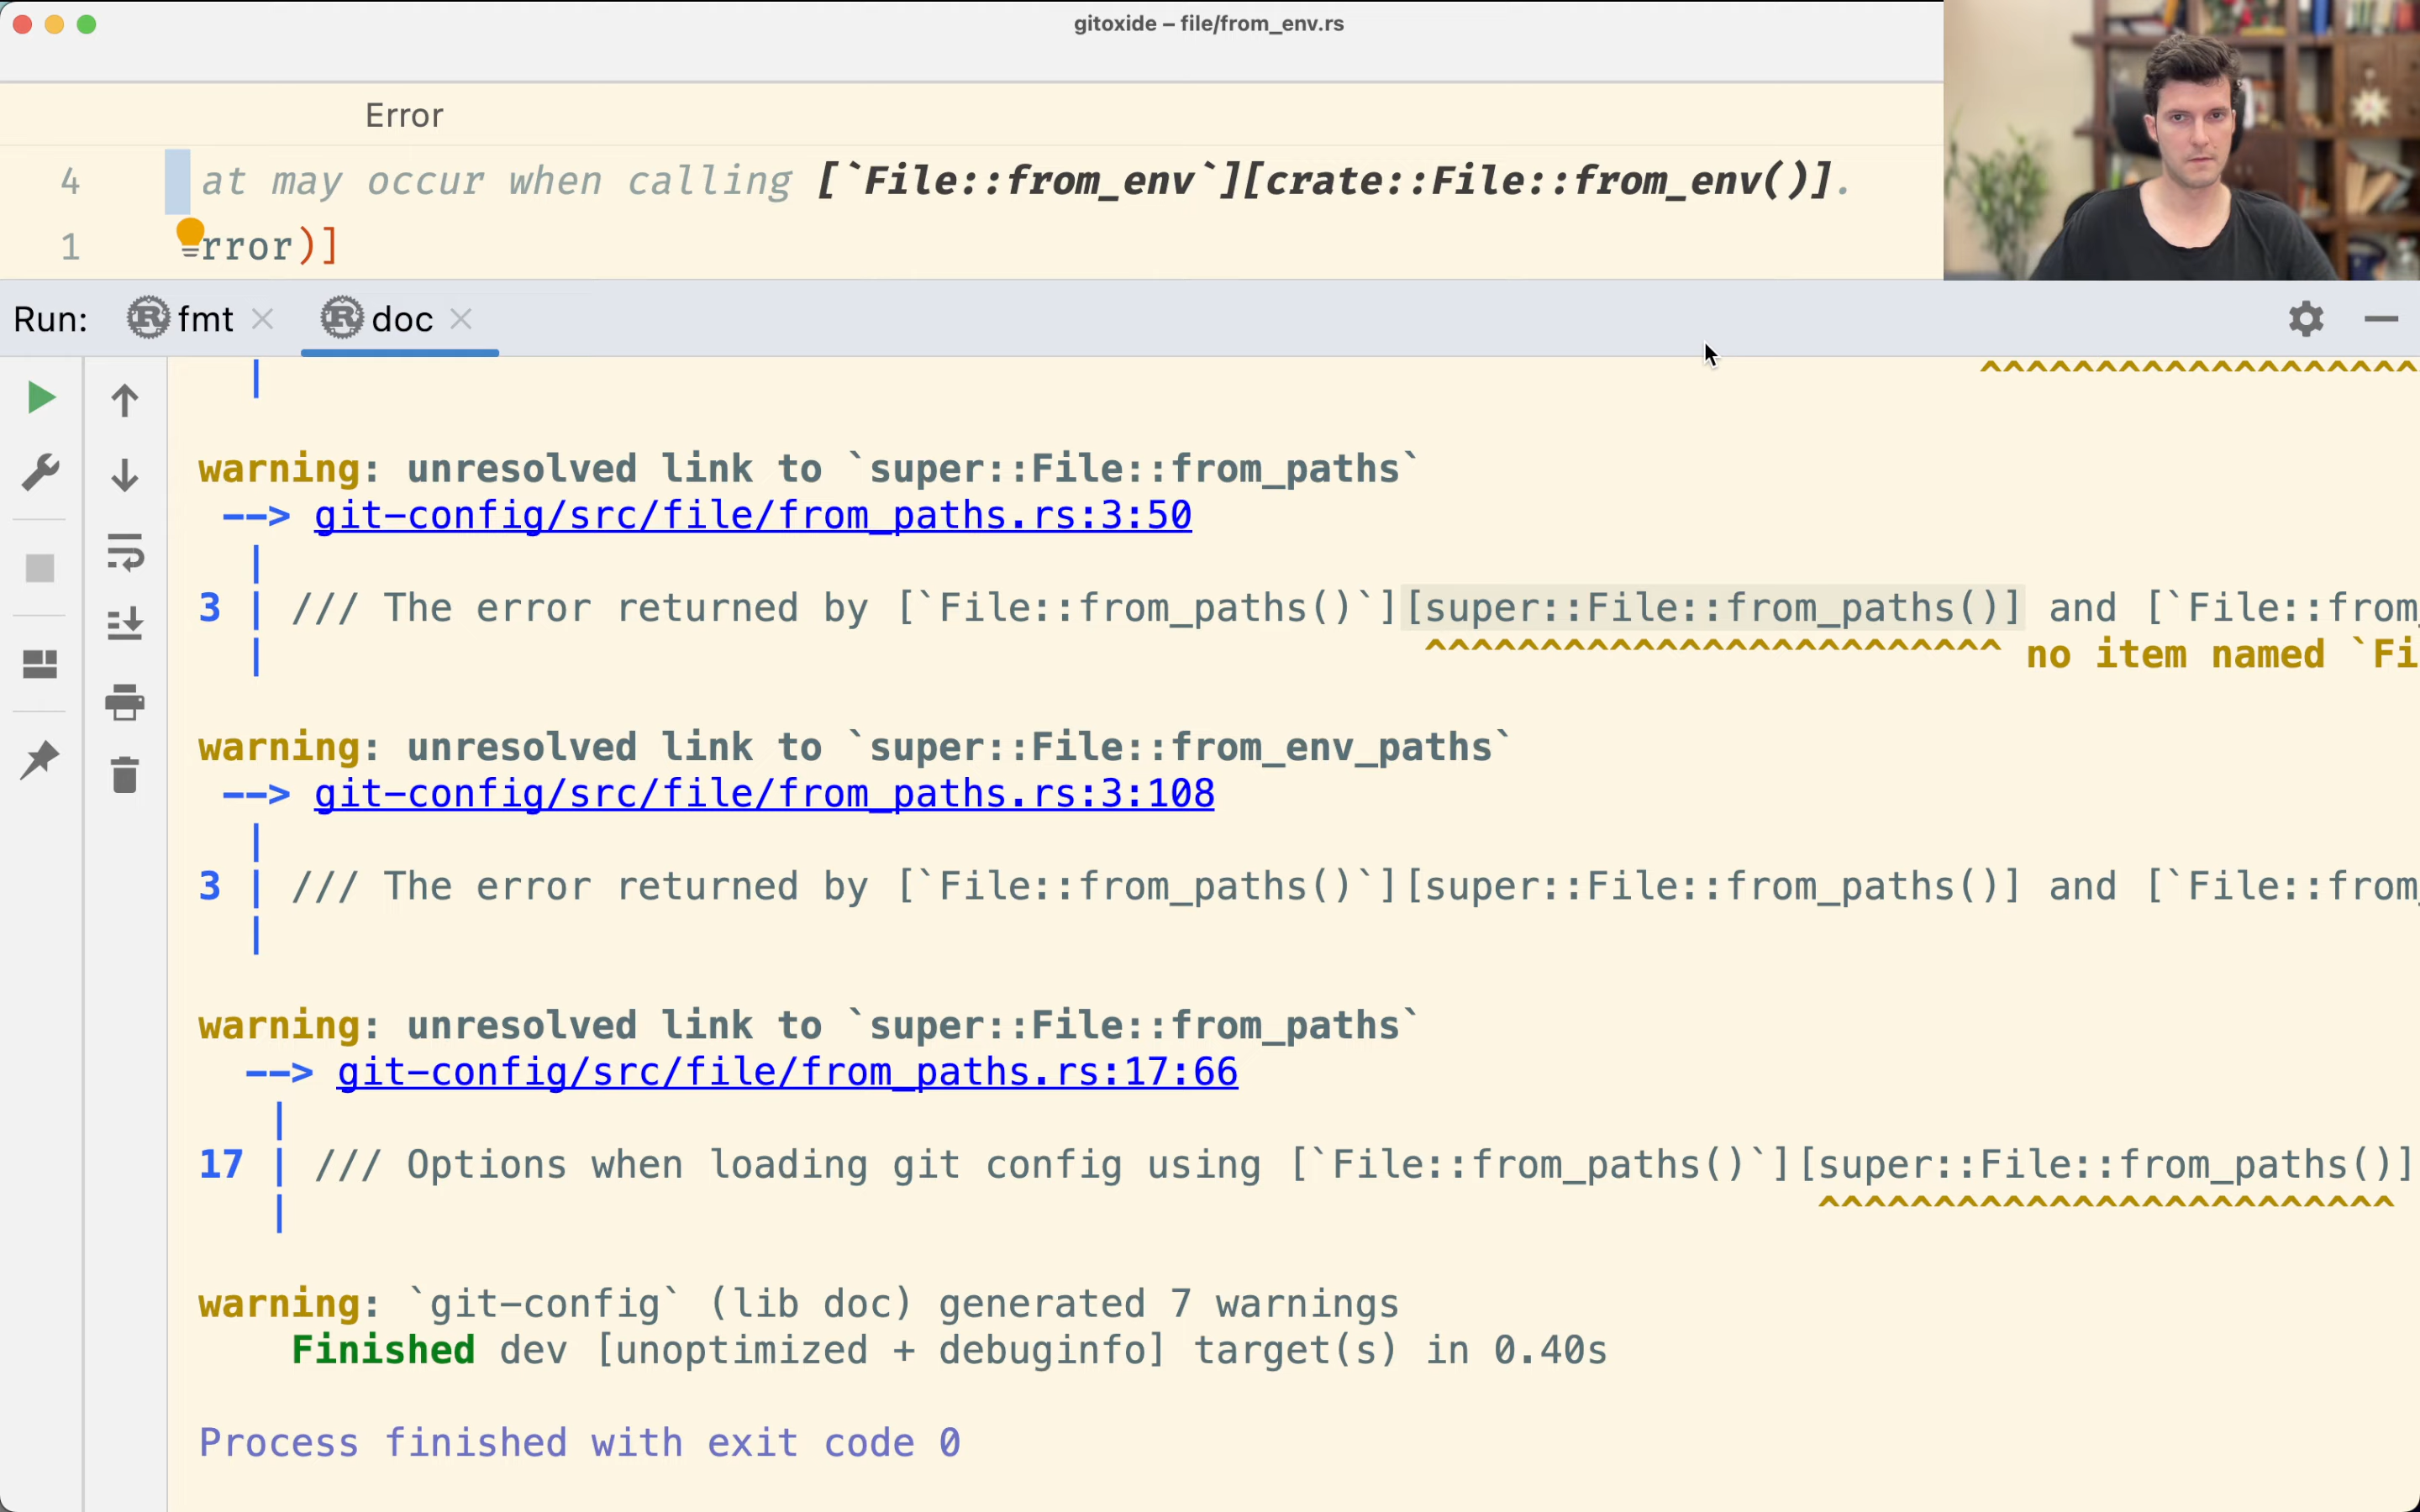 gitoxide – file/from_env.rs
Error
4 at may occur when calling [`File::from_env`][crate::File::from_env()].
1 rror)]
Run: fmt doc
|                                                                          ^^^^^^^^^^^^^^^^^^^
warning: unresolved link to `super::File::from_paths`
--> git-config/src/file/from_paths.rs:3:50
|
3 | /// The error returned by [`File::from_paths()`][super::File::from_paths()] and [`File::from_
| ^^^^^^^^^^^^^^^^^^^^^^^^^ no item named `Fi
warning: unresolved link to `super::File::from_env_paths`
--> git-config/src/file/from_paths.rs:3:108
|
3 | /// The error returned by [`File::from_paths()`][super::File::from_paths()] and [`File::from_
|
warning: unresolved link to `super::File::from_paths`
--> git-config/src/file/from_paths.rs:17:66
|
17 | /// Options when loading git config using [`File::from_paths()`][super::File::from_paths()]
| ^^^^^^^^^^^^^^^^^^^^^^^^^
warning: `git-config` (lib doc) generated 7 warnings
Finished dev [unoptimized + debuginfo] target(s) in 0.40s
Process finished with exit code 0